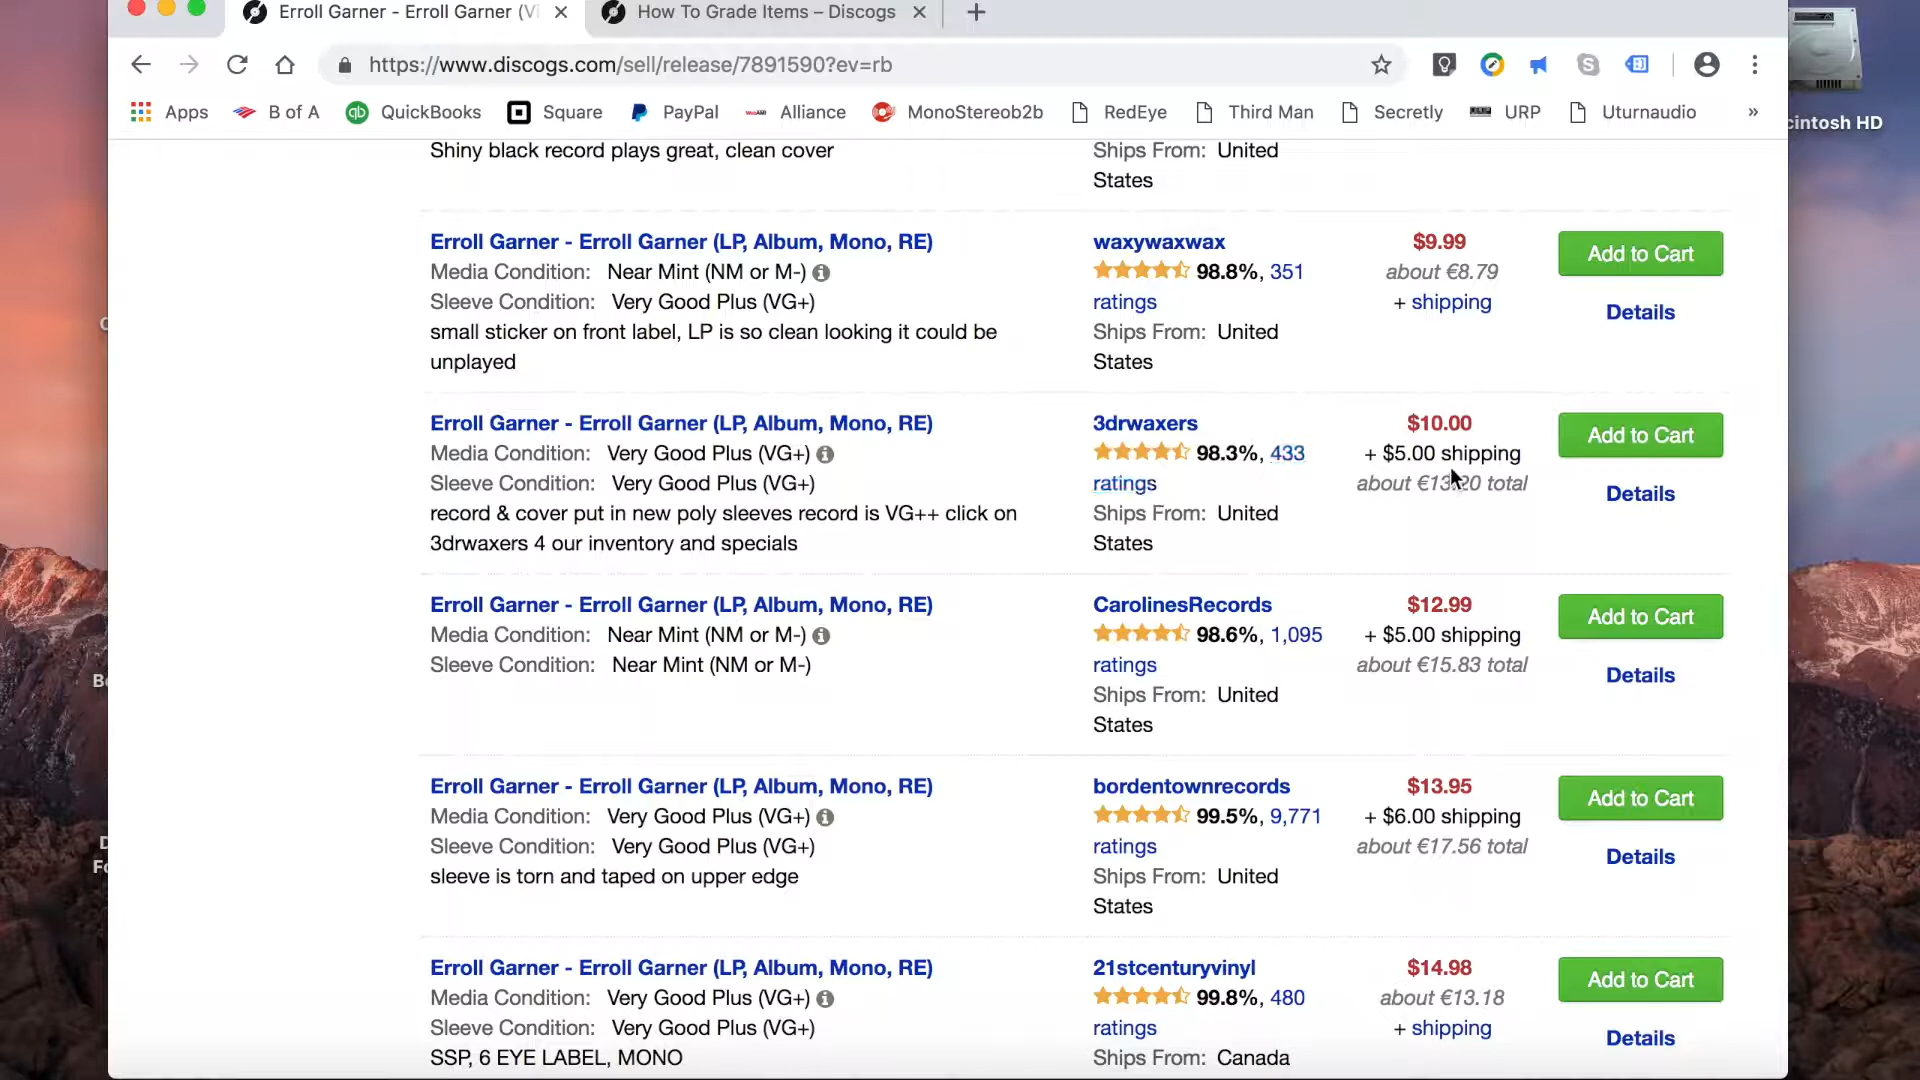 Erroll Garner - Erroll Garner (Vi
How To Grade Items – Discogs
https://www.discogs.com/sell/release/7891590?ev=rb
Apps
B of A
QuickBooks
Square
PayPal
Alliance
MonoStereob2b
RedEye
Third Man
Secretly
URP
Uturnaudio
»
cintosh HD
Shiny black record plays great, clean cover
Ships From: United
States
Erroll Garner - Erroll Garner (LP, Album, Mono, RE)
Media Condition: Near Mint (NM or M-)
Sleeve Condition: Very Good Plus (VG+)
small sticker on front label, LP is so clean looking it could be
unplayed
waxywaxwax
98.8%, 351
ratings
Ships From: United
States
$9.99
about €8.79
+ shipping
Add to Cart
Details
Erroll Garner - Erroll Garner (LP, Album, Mono, RE)
Media Condition: Very Good Plus (VG+)
Sleeve Condition: Very Good Plus (VG+)
record & cover put in new poly sleeves record is VG++ click on
3drwaxers 4 our inventory and specials
3drwaxers
98.3%, 433
ratings
Ships From: United
States
$10.00
+ $5.00 shipping
about €13.20 total
Add to Cart
Details
Erroll Garner - Erroll Garner (LP, Album, Mono, RE)
Media Condition: Near Mint (NM or M-)
Sleeve Condition: Near Mint (NM or M-)
CarolinesRecords
98.6%, 1,095
ratings
Ships From: United
States
$12.99
+ $5.00 shipping
about €15.83 total
Add to Cart
Details
Erroll Garner - Erroll Garner (LP, Album, Mono, RE)
Media Condition: Very Good Plus (VG+)
Sleeve Condition: Very Good Plus (VG+)
sleeve is torn and taped on upper edge
bordentownrecords
99.5%, 9,771
ratings
Ships From: United
States
$13.95
+ $6.00 shipping
about €17.56 total
Add to Cart
Details
Erroll Garner - Erroll Garner (LP, Album, Mono, RE)
Media Condition: Very Good Plus (VG+)
Sleeve Condition: Very Good Plus (VG+)
SSP, 6 EYE LABEL, MONO
21stcenturyvinyl
99.8%, 480
ratings
Ships From: Canada
$14.98
about €13.18
+ shipping
Add to Cart
Details